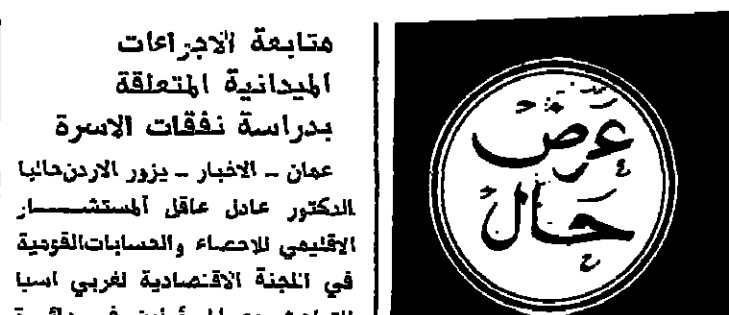 متابعة الاجراءات
الميدانية المتعلقة
بدراسة نفقات الاسرة
عمان ـ الاخبار ـ يزور الاردن حاليا
الدكتور عادل عاقل المستشـــــار
الاقليمي للاحصاء والحسابات القومية
في اللجنة الاقتصادية لغربي اسيا
عرض
حال